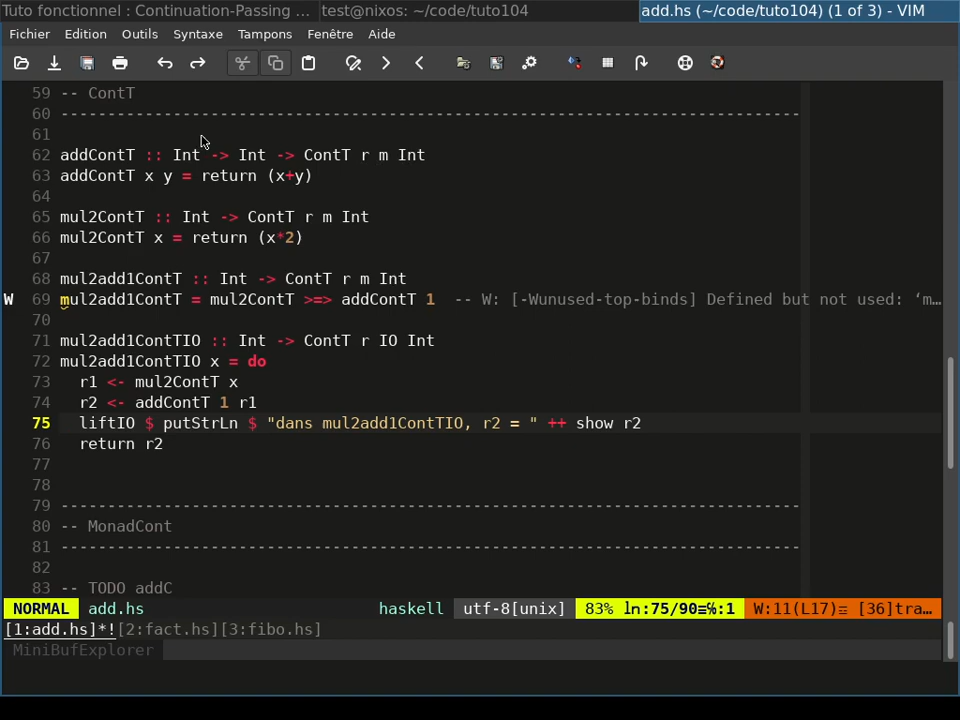 Tuto fonctionnel : Continuation-Passing ... test@nixos: ~/code/tuto104 add.hs (~/code/tuto104) (1 of 3) - VIM
Fichier Edition Outils Syntaxe Tampons Fenêtre Aide
59 -- ContT
60 -------------------------------------------------------------------------------
61
62 addContT :: Int -> Int -> ContT r m Int
63 addContT x y = return (x+y)
64
65 mul2ContT :: Int -> ContT r m Int
66 mul2ContT x = return (x*2)
67
68 mul2add1ContT :: Int -> ContT r m Int
W 69 mul2add1ContT = mul2ContT >=> addContT 1 -- W: [-Wunused-top-binds] Defined but not used: ‘m…
70
71 mul2add1ContTIO :: Int -> ContT r IO Int
72 mul2add1ContTIO x = do
73 r1 <- mul2ContT x
74 r2 <- addContT 1 r1
75 liftIO $ putStrLn $ "dans mul2add1ContTIO, r2 = " ++ show r2
76 return r2
77
78
79 -------------------------------------------------------------------------------
80 -- MonadCont
81 -------------------------------------------------------------------------------
82
83 -- TODO addC
NORMAL add.hs haskell utf-8[unix] 83% ln:75/90≡℅:1 W:11(L17)≡ [36]tra…
[1:add.hs]*![2:fact.hs][3:fibo.hs]
MiniBufExplorer